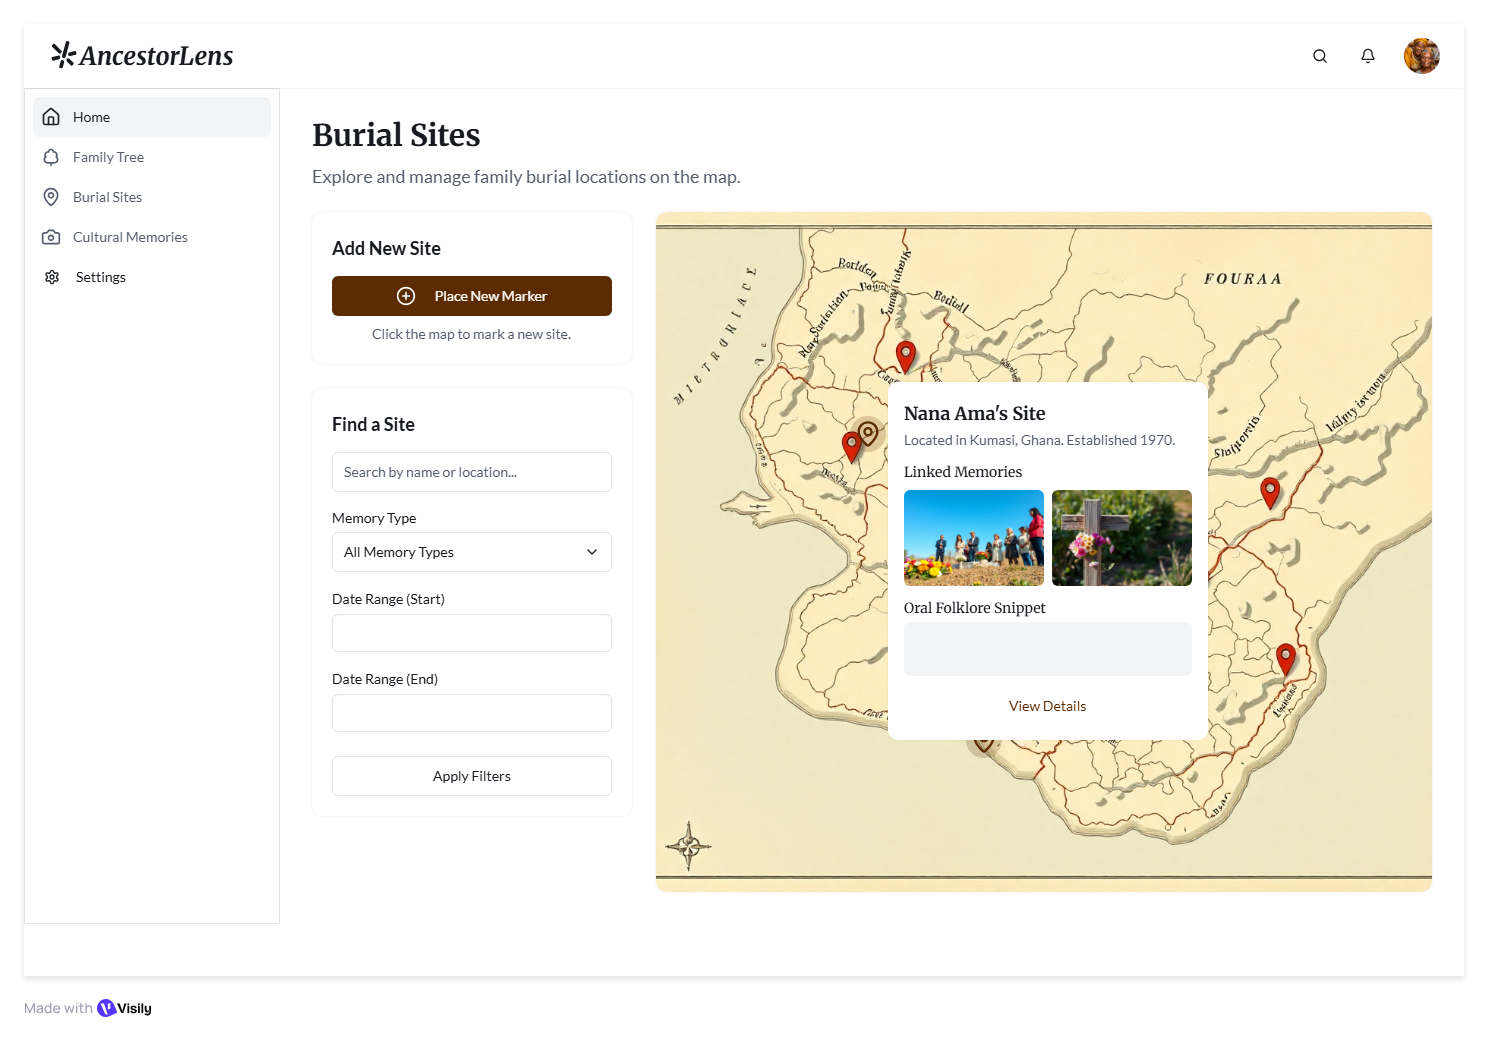 AncestorLens
Home
Family Tree
Burial Sites
Cultural Memories
Settings
Burial Sites
Explore and manage family burial locations on the map.
Add New Site
Place New Marker
Click the map to mark a new site.
Find a Site
Search by name or location...
Memory Type
All Memory Types
Date Range (Start)
Date Range (End)
Apply Filters
FOURAA
Nana Ama's Site
Located in Kumasi, Ghana. Established 1970.
Linked Memories
Oral Folklore Snippet
View Details
Made with Visily